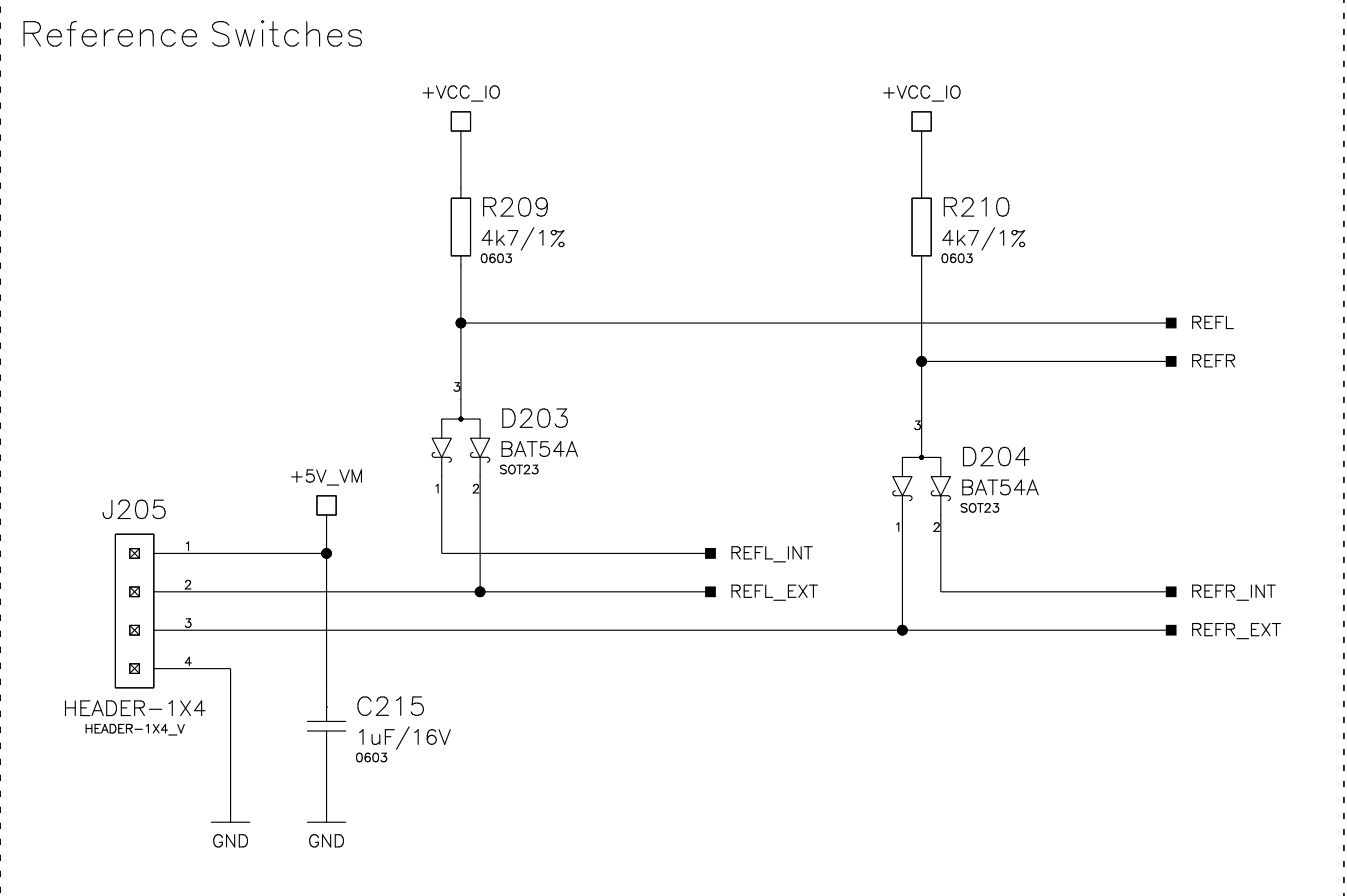 Reference Switches
+VCC_IO
+VCC_IO
R209
4k7/1%
0603
R210
4k7/1%
0603
REFL
REFR
3
D203
BAT54A
SOT23
1
2
3
D204
BAT54A
SOT23
1
2
+5V_VM
J205
1
2
3
4
HEADER-1X4
HEADER-1X4_V
REFL_INT
REFL_EXT
REFR_INT
REFR_EXT
C215
1uF/16V
0603
GND
GND